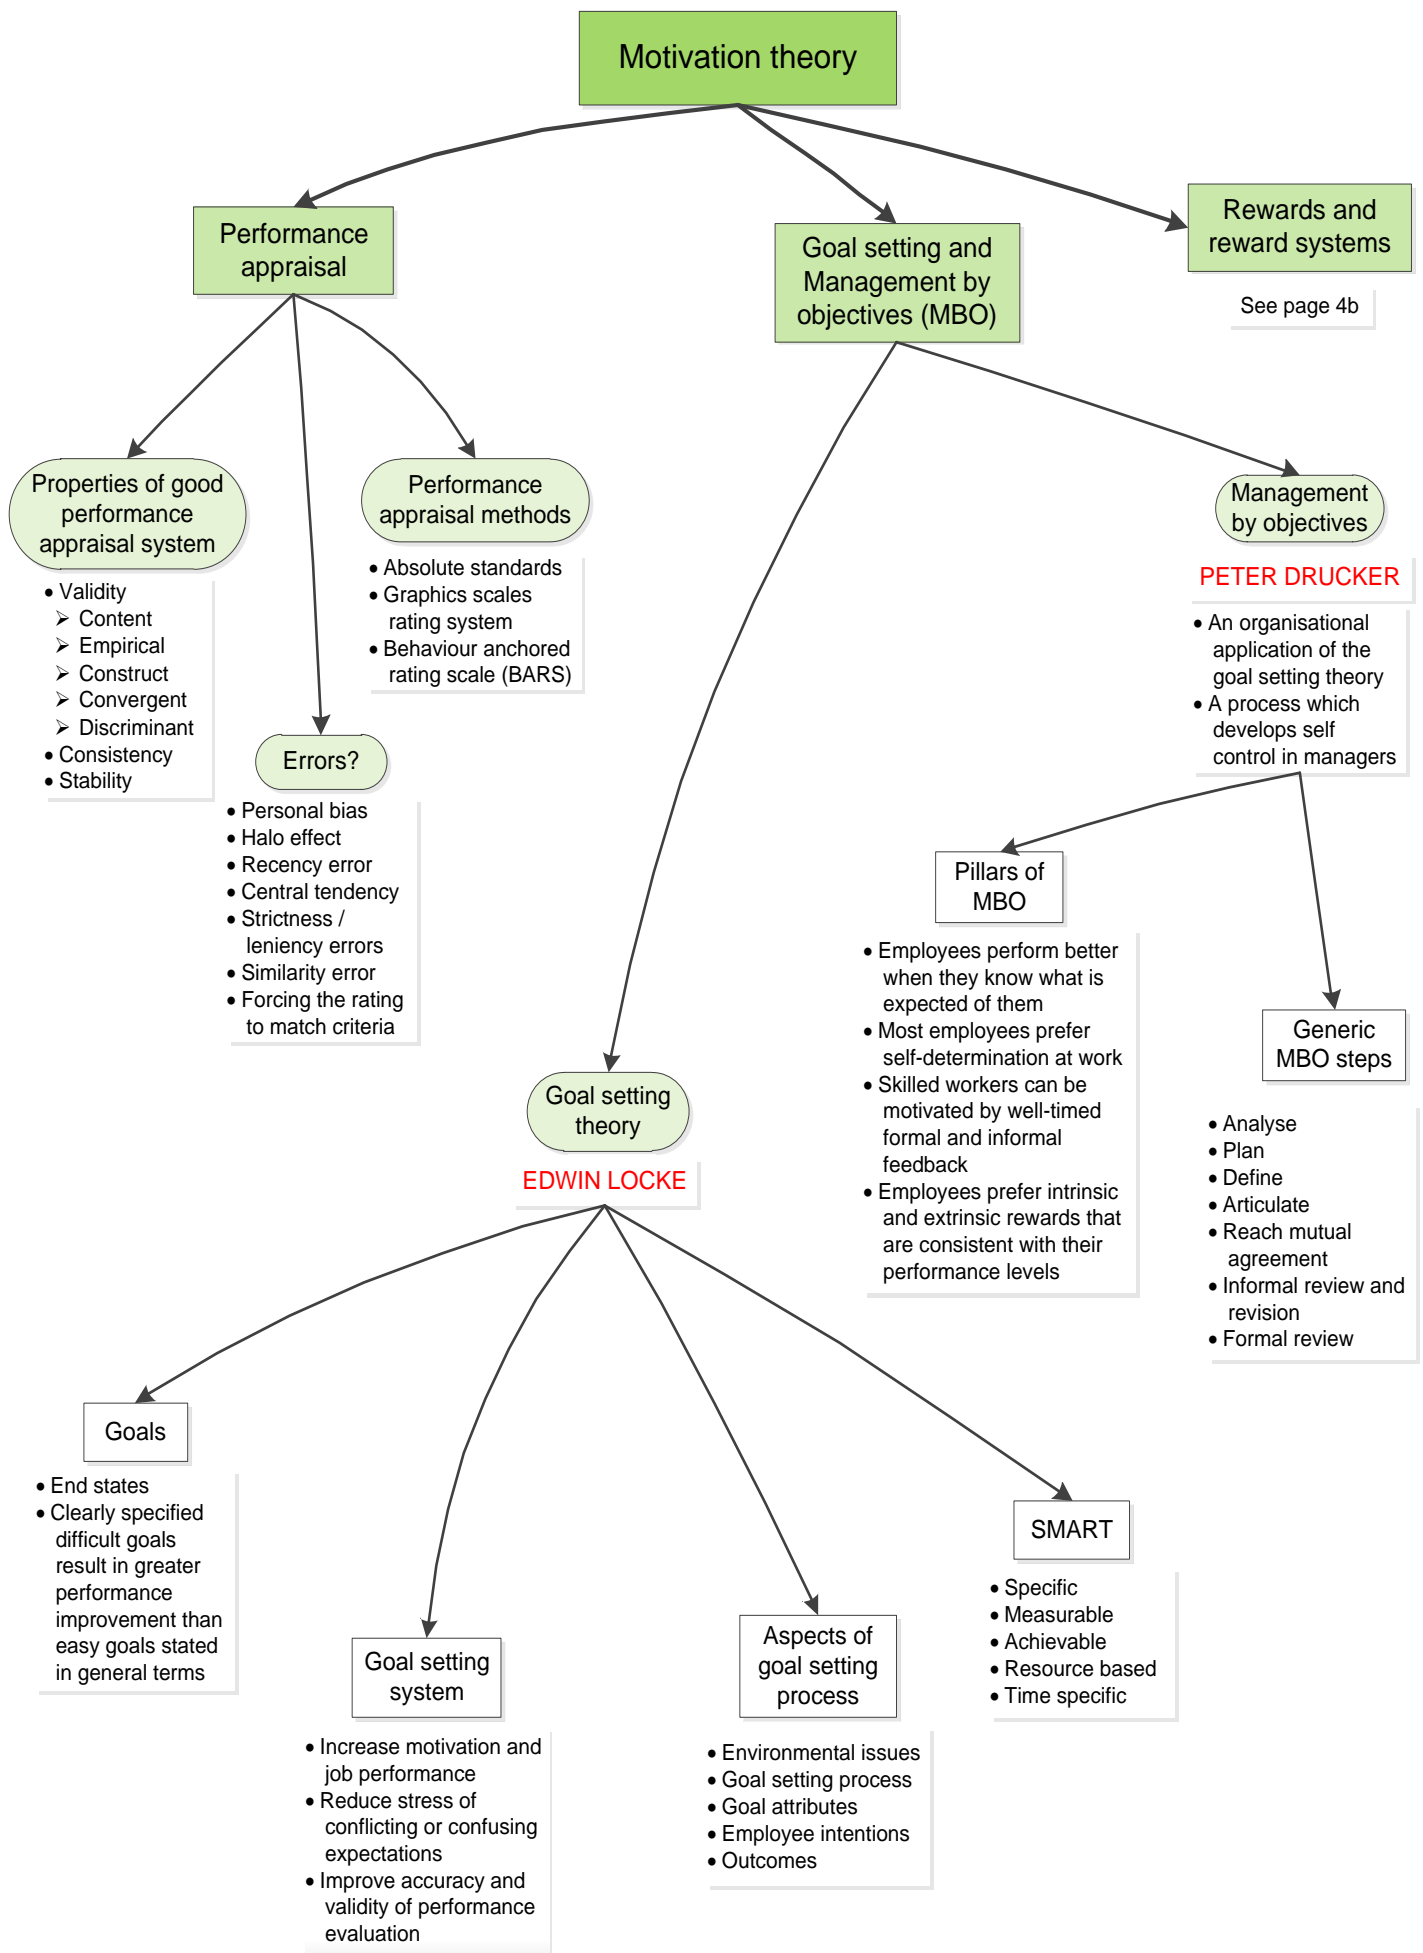 Motivation theory
Performance
appraisal
Goal setting and
Management by
objectives (MBO)
Rewards and
reward systems
See page 4b
Properties of good
performance
appraisal system
• Validity
➢ Content
➢ Empirical
➢ Construct
➢ Convergent
➢ Discriminant
• Consistency
• Stability
Errors?
• Personal bias
• Halo effect
• Recency error
• Central tendency
• Strictness /
leniency errors
• Similarity error
• Forcing the rating
to match criteria
Performance
appraisal methods
• Absolute standards
• Graphics scales
rating system
• Behaviour anchored
rating scale (BARS)
Management
by objectives
PETER DRUCKER
• An organisational
application of the
goal setting theory
• A process which
develops self
control in managers
Pillars of
MBO
• Employees perform better
when they know what is
expected of them
• Most employees prefer
self-determination at work
• Skilled workers can be
motivated by well-timed
formal and informal
feedback
• Employees prefer intrinsic
and extrinsic rewards that
are consistent with their
performance levels
Generic
MBO steps
• Analyse
• Plan
• Define
• Articulate
• Reach mutual
agreement
• Informal review and
revision
• Formal review
Goal setting
theory
EDWIN LOCKE
Goals
• End states
• Clearly specified
difficult goals
result in greater
performance
improvement than
easy goals stated
in general terms
Goal setting
system
• Increase motivation and
job performance
• Reduce stress of
conflicting or confusing
expectations
• Improve accuracy and
validity of performance
evaluation
Aspects of
goal setting
process
• Environmental issues
• Goal setting process
• Goal attributes
• Employee intentions
• Outcomes
SMART
• Specific
• Measurable
• Achievable
• Resource based
• Time specific